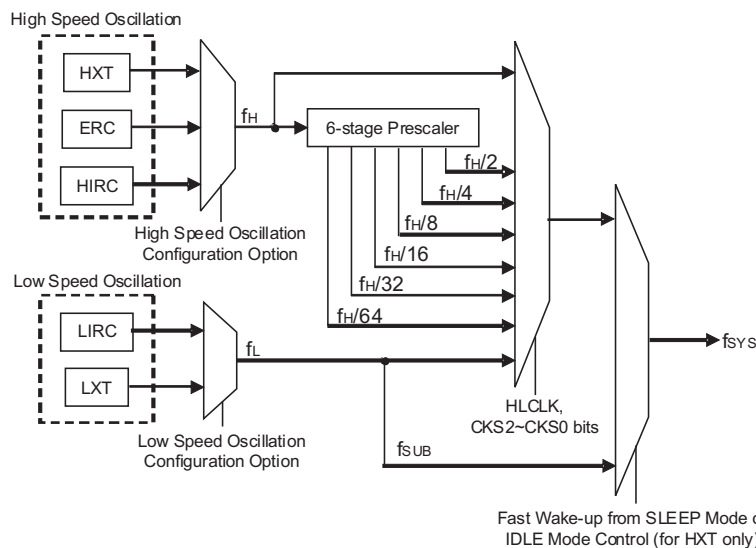 High Speed Oscillation
HXT
ERC
HIRC
fH
6-stage Prescaler
fH/2
fH/4
fH/8
fH/16
fH/32
fH/64
High Speed Oscillation
Configuration Option
Low Speed Oscillation
LIRC
LXT
fL
fSYS
HLCLK,
CKS2~CKS0 bits
Low Speed Oscillation
Configuration Option
fSUB
Fast Wake-up from SLEEP Mode o
IDLE Mode Control (for HXT only)